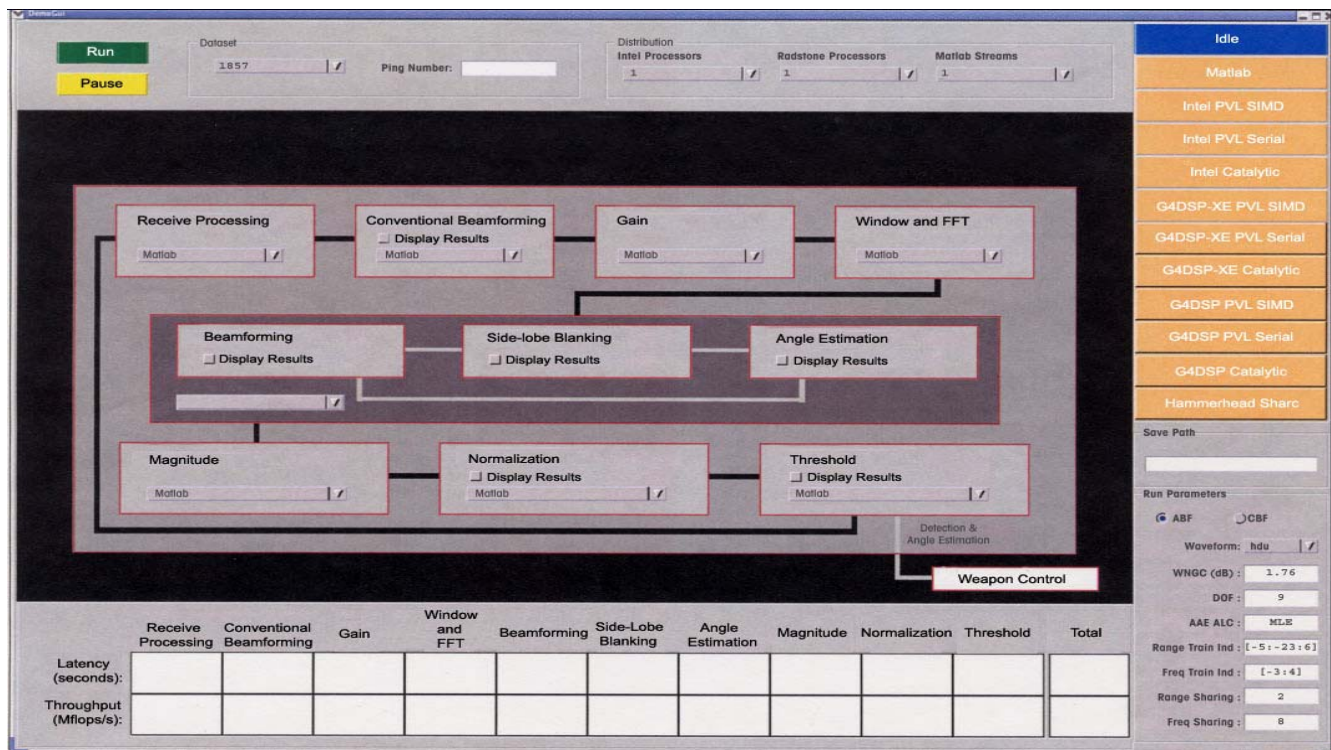 DemoGui
Run
Pause
Dataset
1857
Ping Number:
Distribution
Intel Processors
1
Radstone Processors
1
Matlab Streams
1
Idle
Matlab
Intel PVL SIMD
Intel PVL Serial
Intel Catalytic
G4DSP-XE PVL SIMD
G4DSP-XE PVL Serial
G4DSP-XE Catalytic
G4DSP PVL SIMD
G4DSP PVL Serial
G4DSP Catalytic
Hammerhead Sharc
Receive Processing
Matlab
Conventional Beamforming
Display Results
Matlab
Gain
Matlab
Window and FFT
Matlab
Beamforming
Display Results
Side-lobe Blanking
Display Results
Angle Estimation
Display Results
Magnitude
Matlab
Normalization
Display Results
Matlab
Threshold
Display Results
Matlab
Detection &
Angle Estimation
Weapon Control
Save Path
Run Parameters
ABF CBF
Waveform: hdu
WNGC (dB) : 1.76
DOF : 9
AAE ALC : MLE
Range Train Ind : [-5:-23:6]
Freq Train Ind : [-3:4]
Range Sharing : 2
Freq Sharing : 8
Receive
Processing
Conventional
Beamforming
Gain
Window
and
FFT
Beamforming
Side-Lobe
Blanking
Angle
Estimation
Magnitude
Normalization
Threshold
Total
Latency
(seconds):
Throughput
(Mflops/s):